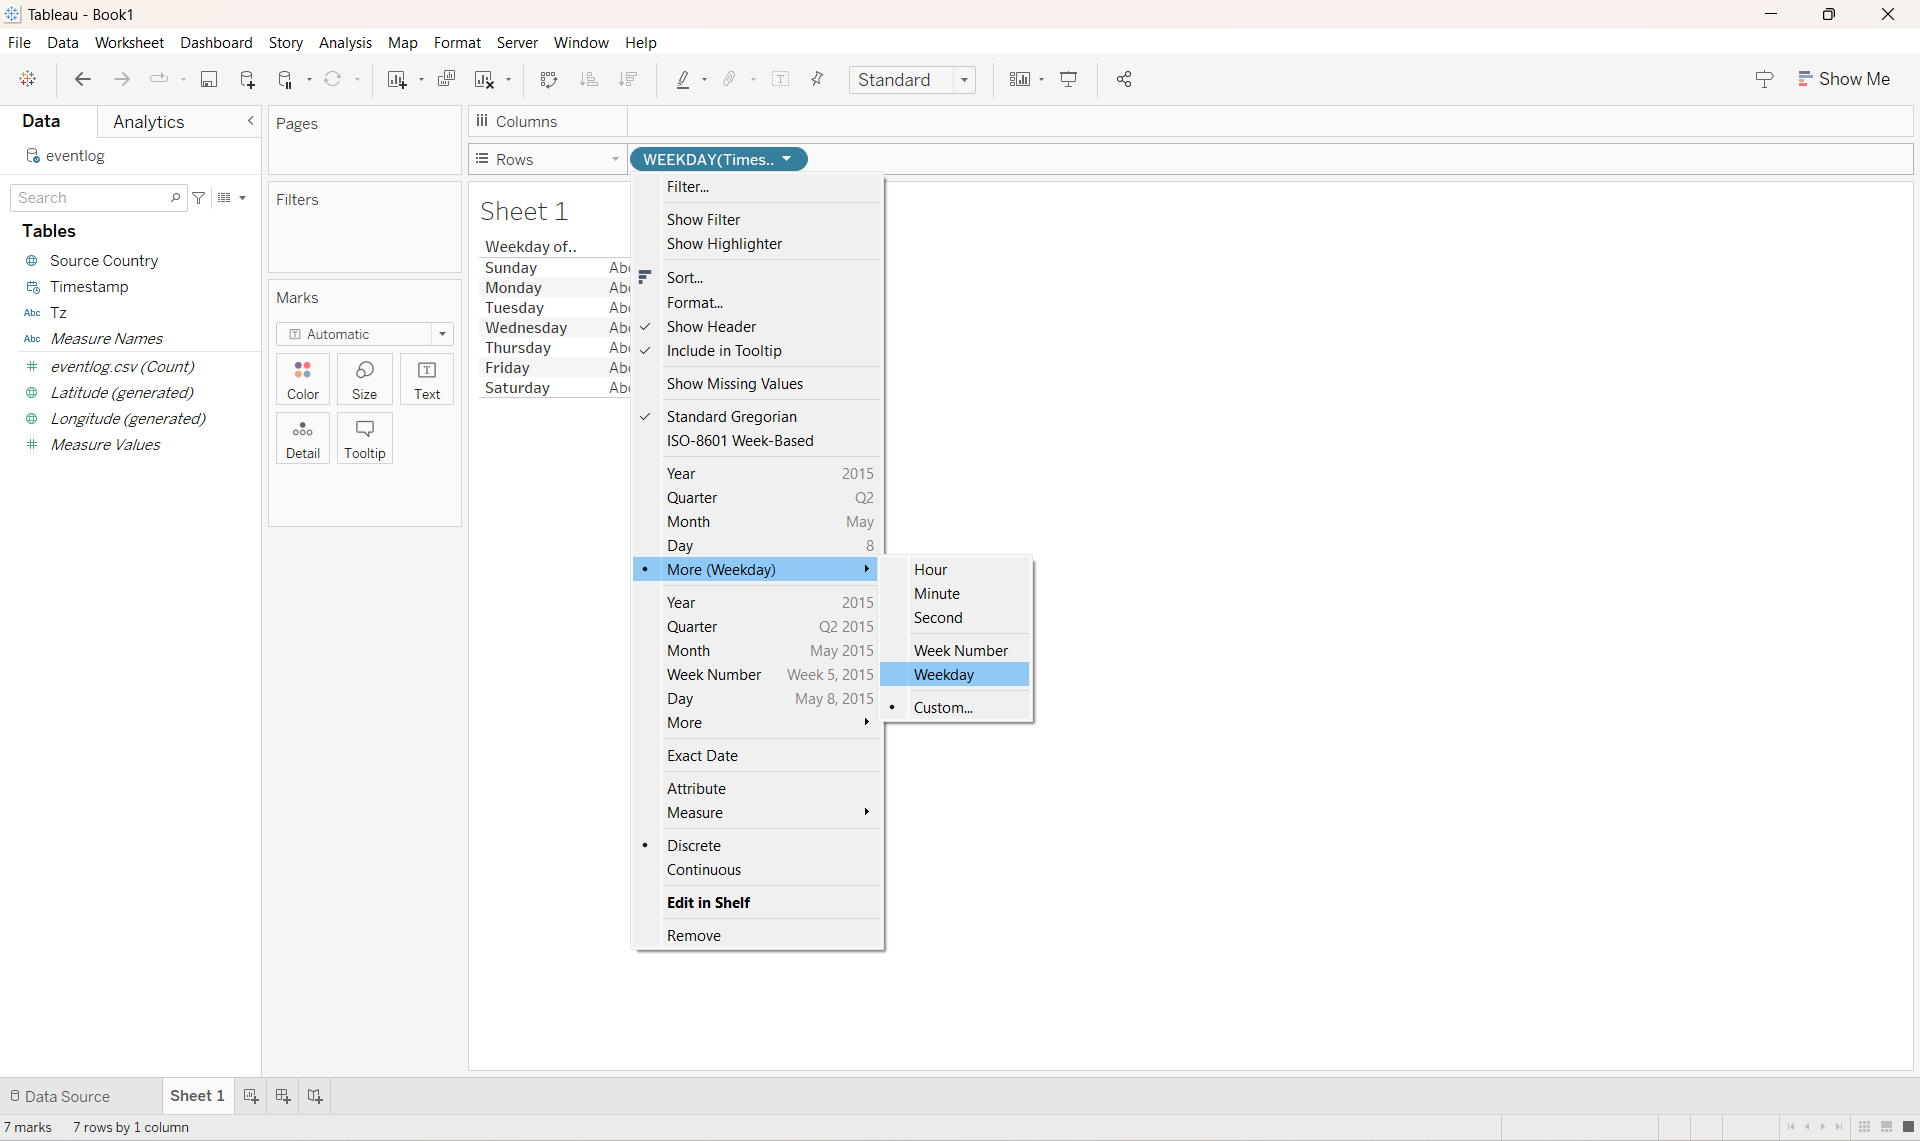 Tableau - Book1
File Data Worksheet Dashboard Story Analysis Map Format Server Window Help
Standard
Show Me
Data
Analytics
eventlog
Search
Tables
Source Country
Timestamp
Abc Tz
Abc Measure Names
eventlog.csv (Count)
Latitude (generated)
Longitude (generated)
Measure Values
Pages
Filters
Marks
Automatic
Color Size Text
Detail Tooltip
Columns
Rows WEEKDAY(Times..
Sheet 1
Weekday of..
Sunday
Monday
Tuesday
Wednesday
Thursday
Friday
Saturday
Filter...
Show Filter
Show Highlighter
Sort...
Format...
Show Header
Include in Tooltip
Show Missing Values
Standard Gregorian
ISO-8601 Week-Based
Year 2015
Quarter Q2
Month May
Day 8
More (Weekday)
Year 2015
Quarter Q2 2015
Month May 2015
Week Number Week 5, 2015
Day May 8, 2015
More
Exact Date
Attribute
Measure
Discrete
Continuous
Edit in Shelf
Remove
Hour
Minute
Second
Week Number
Weekday
Custom...
Data Source
Sheet 1
7 marks 7 rows by 1 column